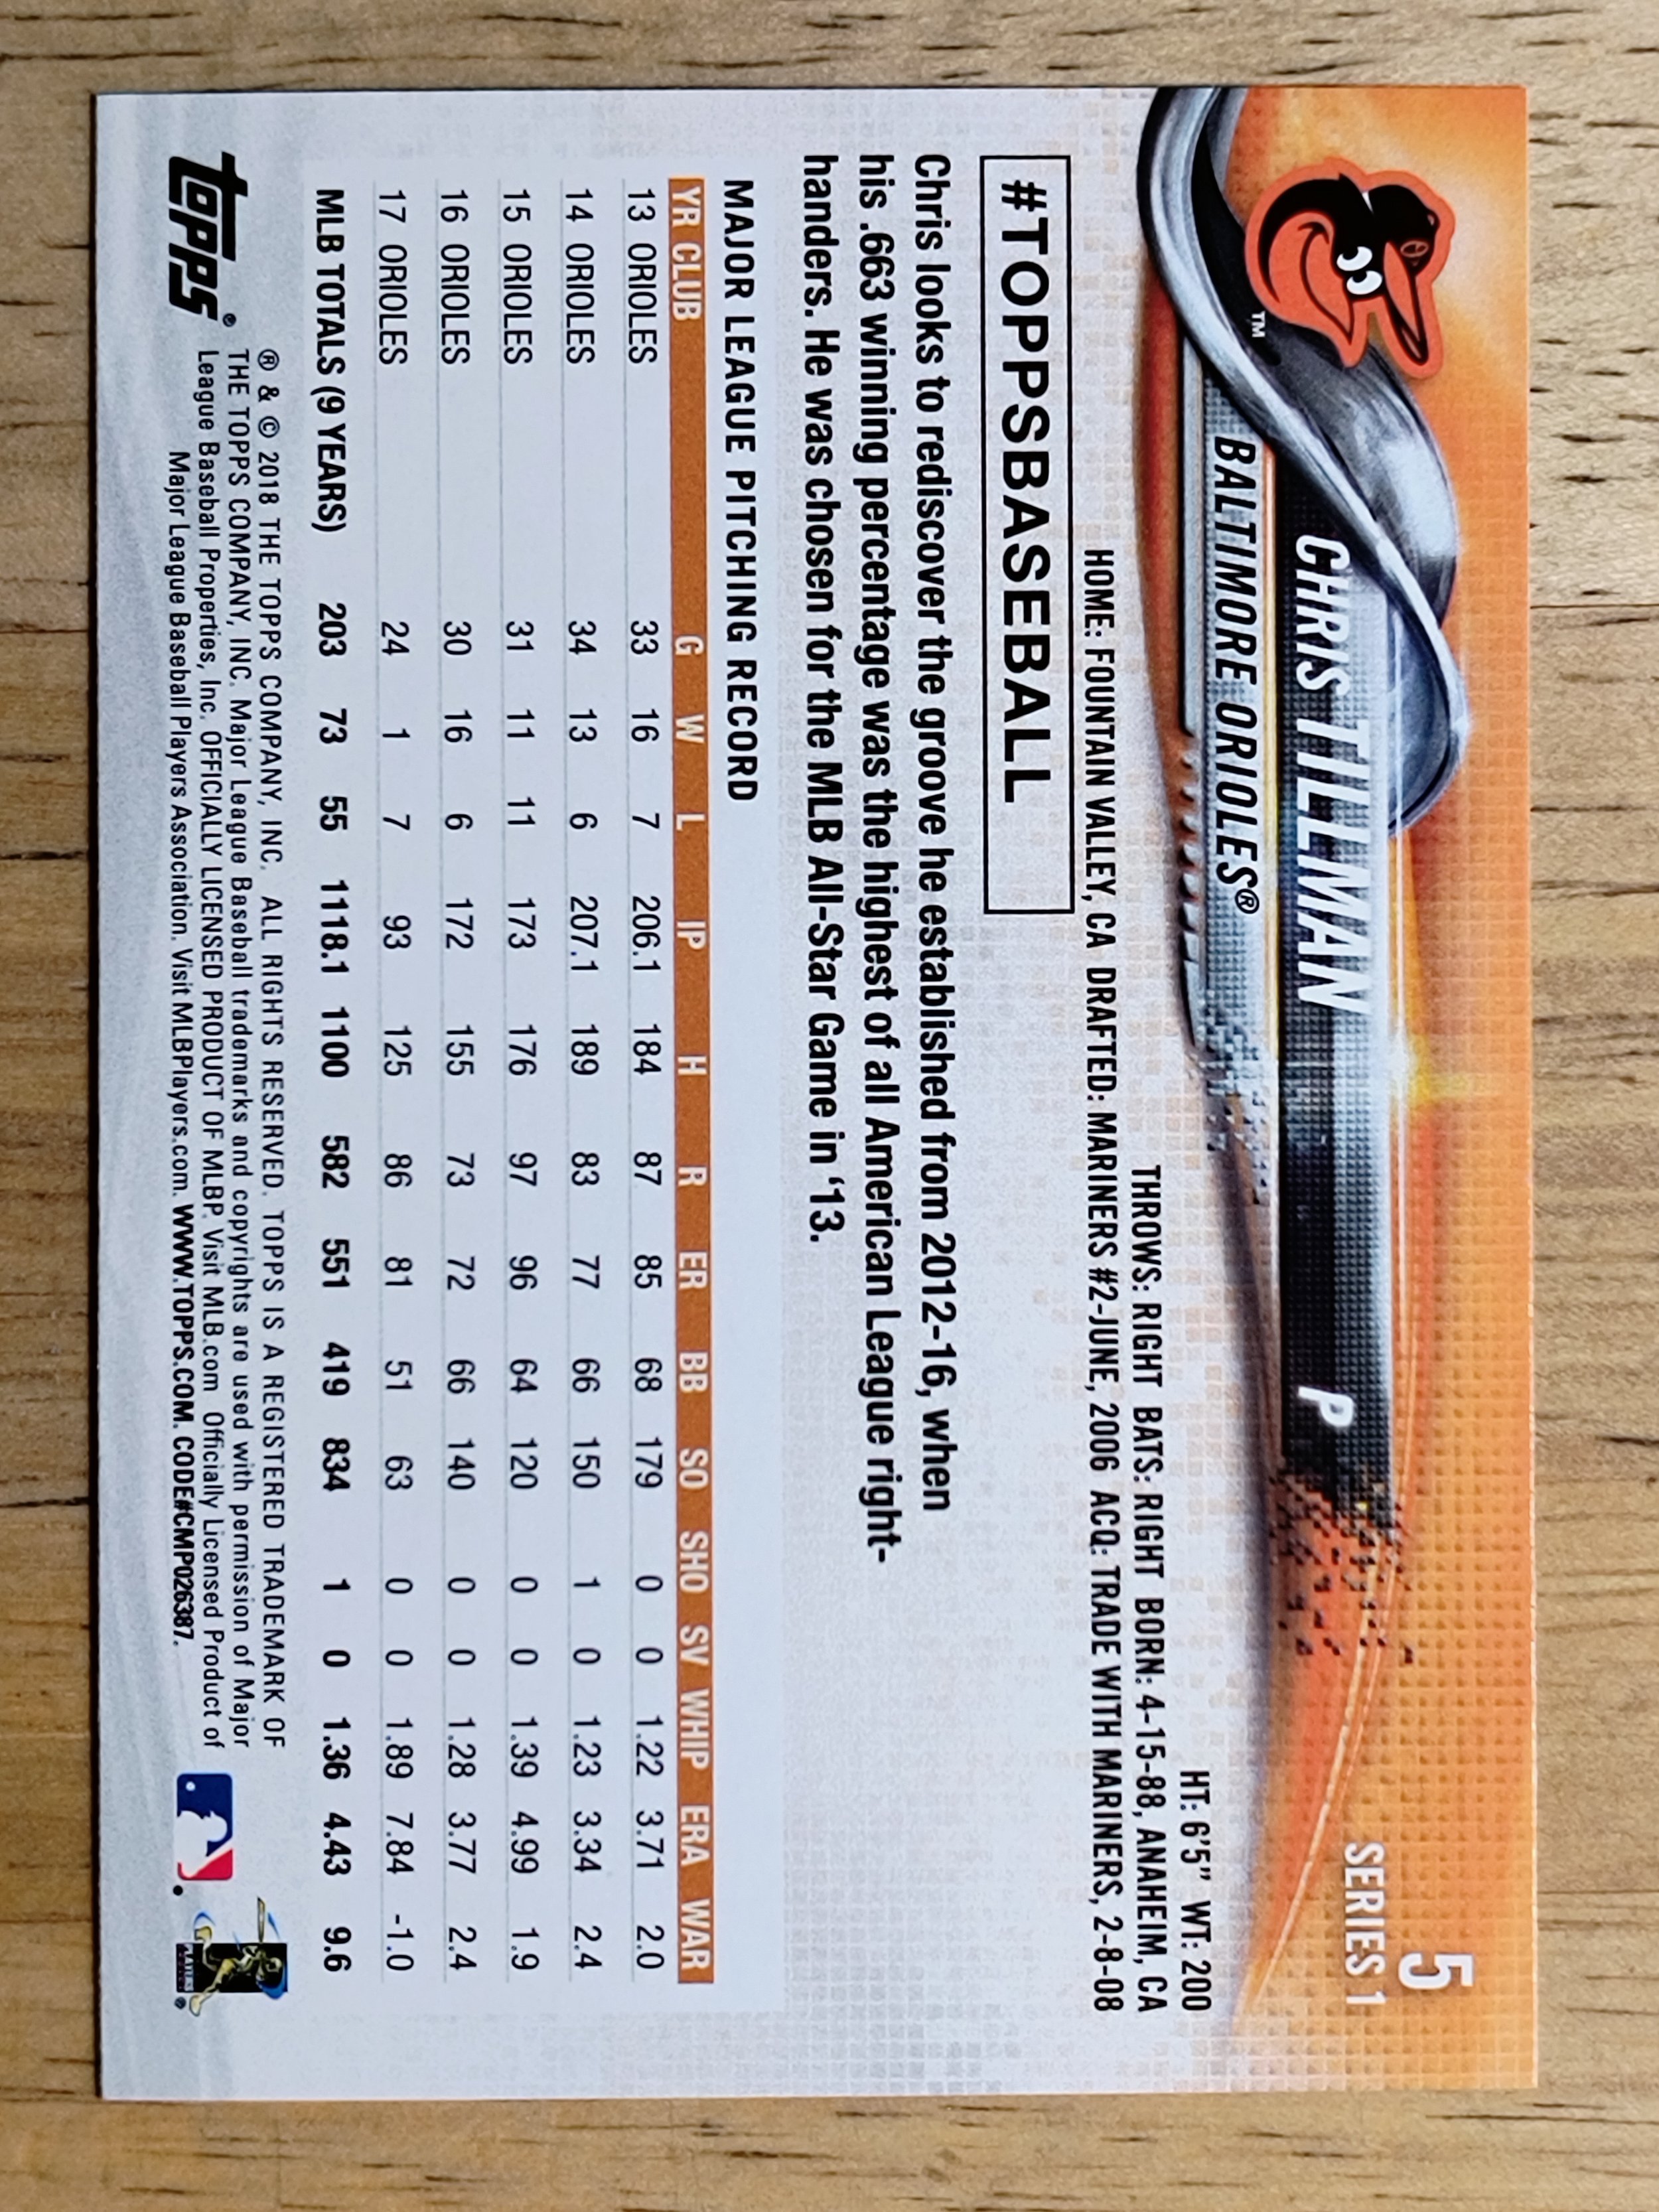 5
SERIES 1
CHRIS TILLMAN P
™
BALTIMORE ORIOLES®
HT: 6'5" WT: 200
THROWS: RIGHT BATS: RIGHT BORN: 4-15-88, ANAHEIM, CA
HOME: FOUNTAIN VALLEY, CA DRAFTED: MARINERS #2-JUNE, 2006 ACQ: TRADE WITH MARINERS, 2-8-08
#TOPPSBASEBALL
Chris looks to rediscover the groove he established from 2012-16, when
his .663 winning percentage was the highest of all American League right-
handers. He was chosen for the MLB All-Star Game in ‘13.
MAJOR LEAGUE PITCHING RECORD
YR CLUB G W L IP H R ER BB SO SHO SV WHIP ERA WAR
13 ORIOLES 33 16 7 206.1 184 87 85 68 179 0 0 1.22 3.71 2.0
14 ORIOLES 34 13 6 207.1 189 83 77 66 150 1 0 1.23 3.34 2.4
15 ORIOLES 31 11 11 173 176 97 96 64 120 0 0 1.39 4.99 1.9
16 ORIOLES 30 16 6 172 155 73 72 66 140 0 0 1.28 3.77 2.4
17 ORIOLES 24 1 7 93 125 86 81 51 63 0 0 1.89 7.84 -1.0
MLB TOTALS (9 YEARS) 203 73 55 1118.1 1100 582 551 419 834 1 0 1.36 4.43 9.6
topps®
® & © 2018 THE TOPPS COMPANY, INC. ALL RIGHTS RESERVED. TOPPS IS A REGISTERED TRADEMARK OF
THE TOPPS COMPANY, INC. Major League Baseball trademarks and copyrights are used with permission of Major
League Baseball Properties, Inc. OFFICIALLY LICENSED PRODUCT OF MLBP. Visit MLB.com Officially Licensed Product of
Major League Baseball Players Association. Visit MLBPlayers.com. WWW.TOPPS.COM. CODE#CMP026387.